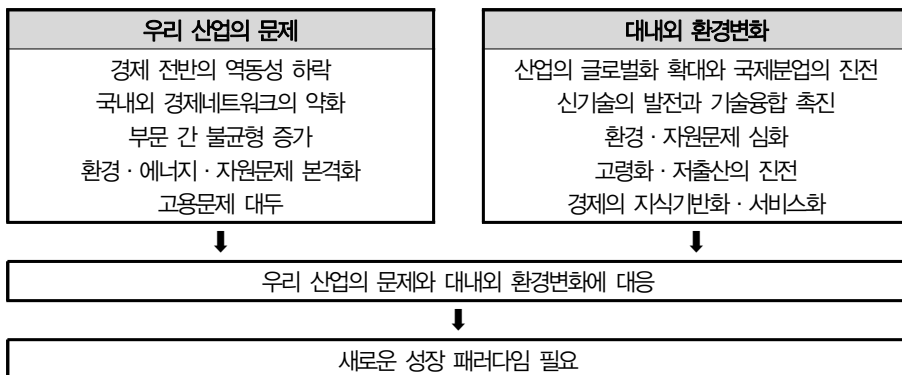 우리 산업의 문제
경제 전반의 역동성 하락
국내외 경제네트워크의 약화
부문 간 불균형 증가
환경·에너지·자원문제 본격화
고용문제 대두
대내외 환경변화
산업의 글로벌화 확대와 국제분업의 진전
신기술의 발전과 기술융합 촉진
환경·자원문제 심화
고령화·저출산의 진전
경제의 지식기반화·서비스화
우리 산업의 문제와 대내외 환경변화에 대응
새로운 성장 패러다임 필요